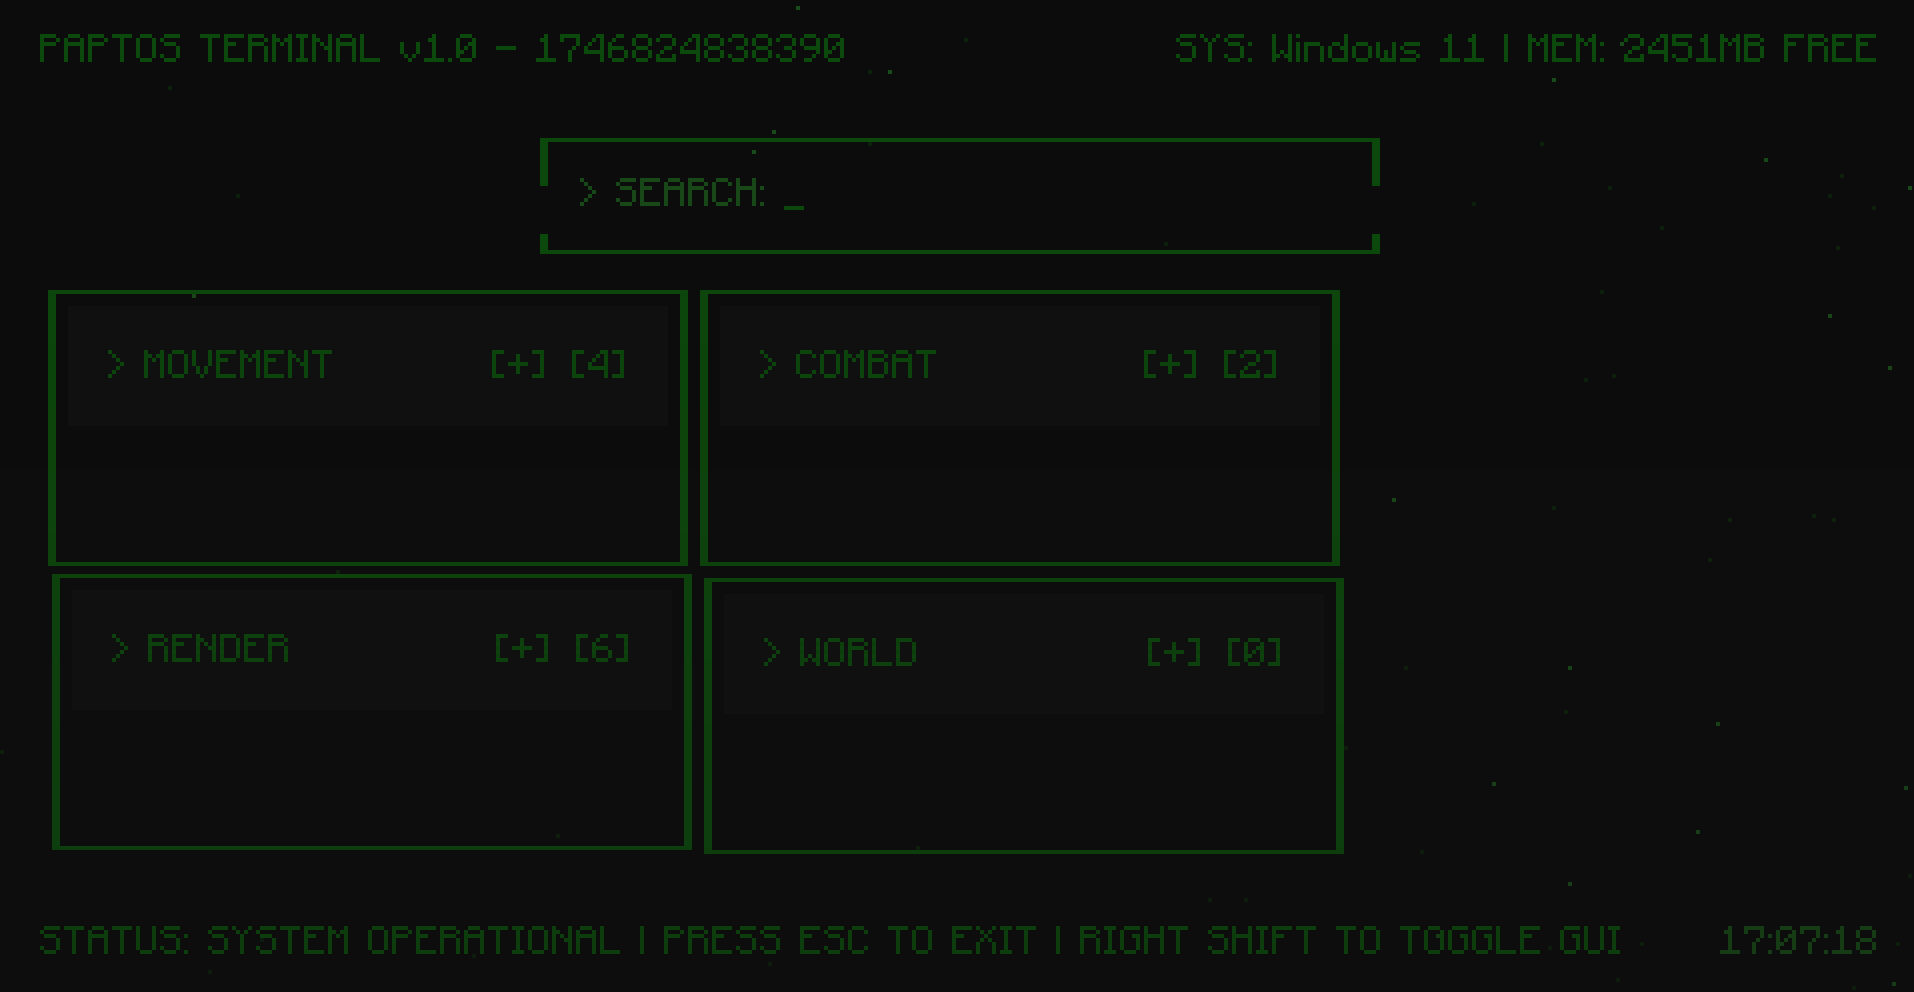 PAPTOS TERMINAL v1.0 - 1746824838390
SYS: Windows 11 | MEM: 2451MB FREE
> SEARCH: _
> MOVEMENT [+] [4]
> COMBAT [+] [2]
> RENDER [+] [6]
> WORLD [+] [0]
STATUS: SYSTEM OPERATIONAL | PRESS ESC TO EXIT | RIGHT SHIFT TO TOGGLE GUI
17:07:18